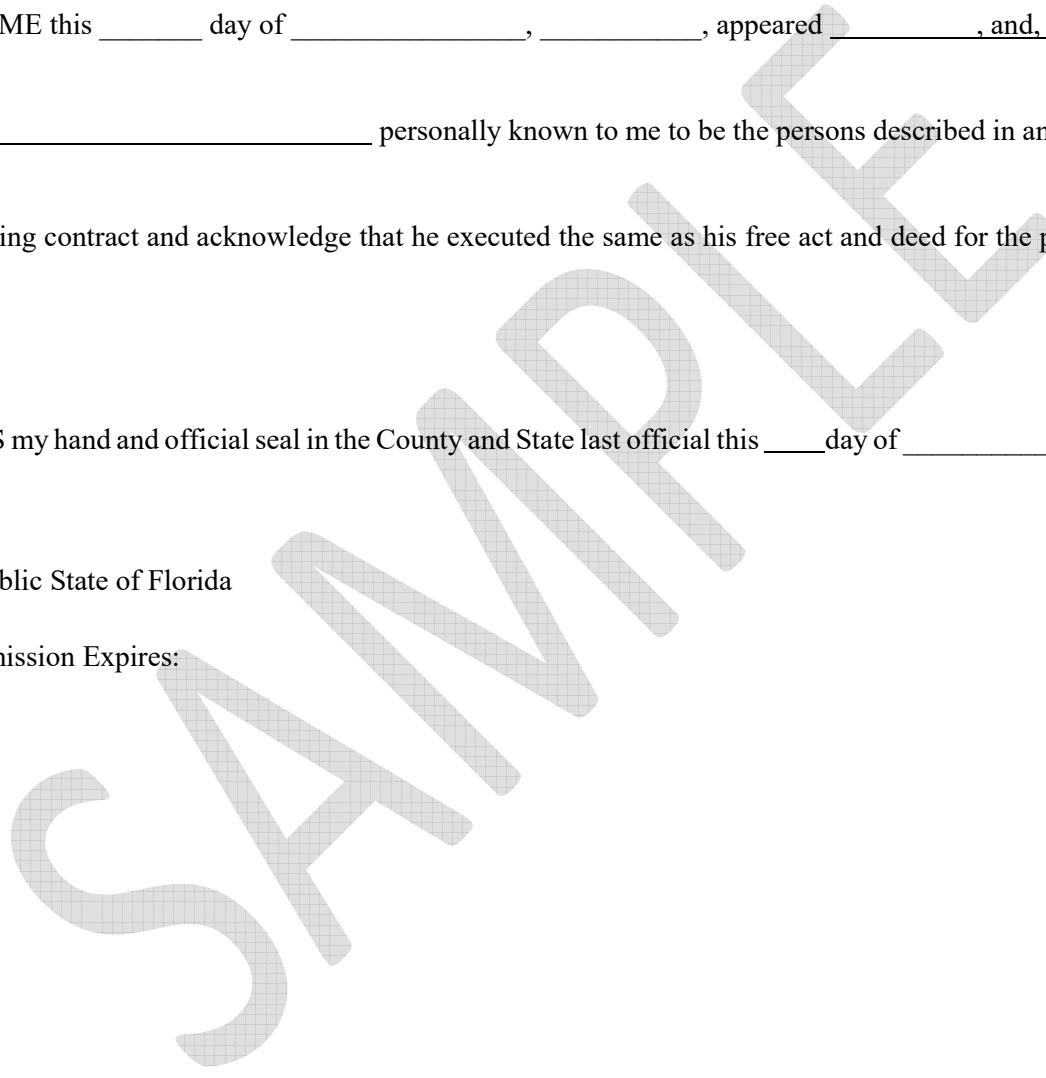 ME this _______ day of ________________, ___________, appeared __________, and,
_________________________ personally known to me to be the persons described in an
ing contract and acknowledge that he executed the same as his free act and deed for the p
S my hand and official seal in the County and State last official this ____day of __________
blic State of Florida
ission Expires:
SAMPLE